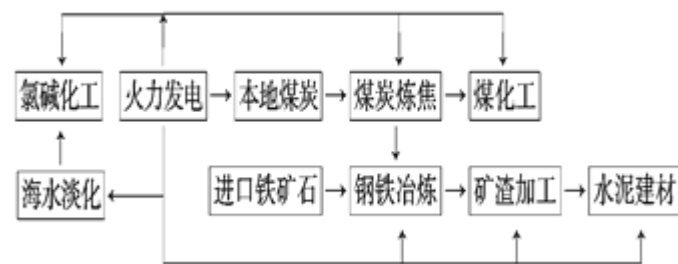 氯碱化工 火力发电 本地煤炭 煤炭炼焦 煤化工
海水淡化 进口铁矿石 钢铁冶炼 矿渣加工 水泥建材